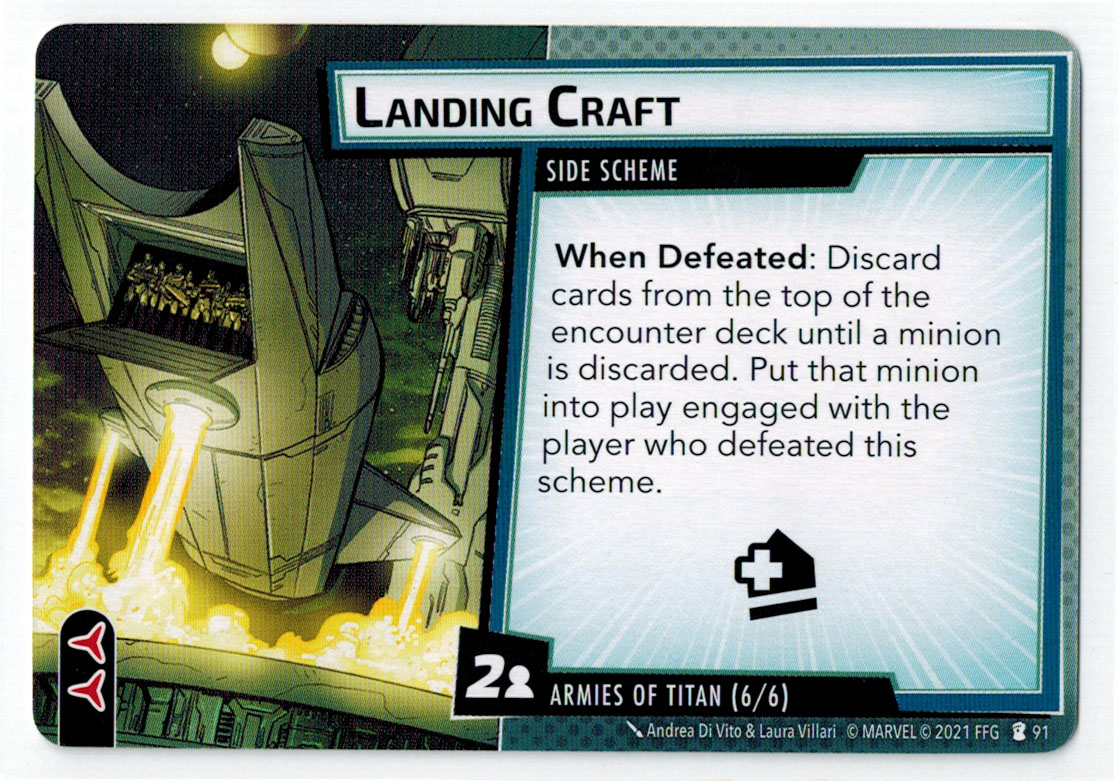 LANDING CRAFT
SIDE SCHEME
When Defeated: Discard
cards from the top of the
encounter deck until a minion
is discarded. Put that minion
into play engaged with the
player who defeated this
scheme.
2
ARMIES OF TITAN (6/6)
Andrea Di Vito & Laura Villari © MARVEL © 2021 FFG 91